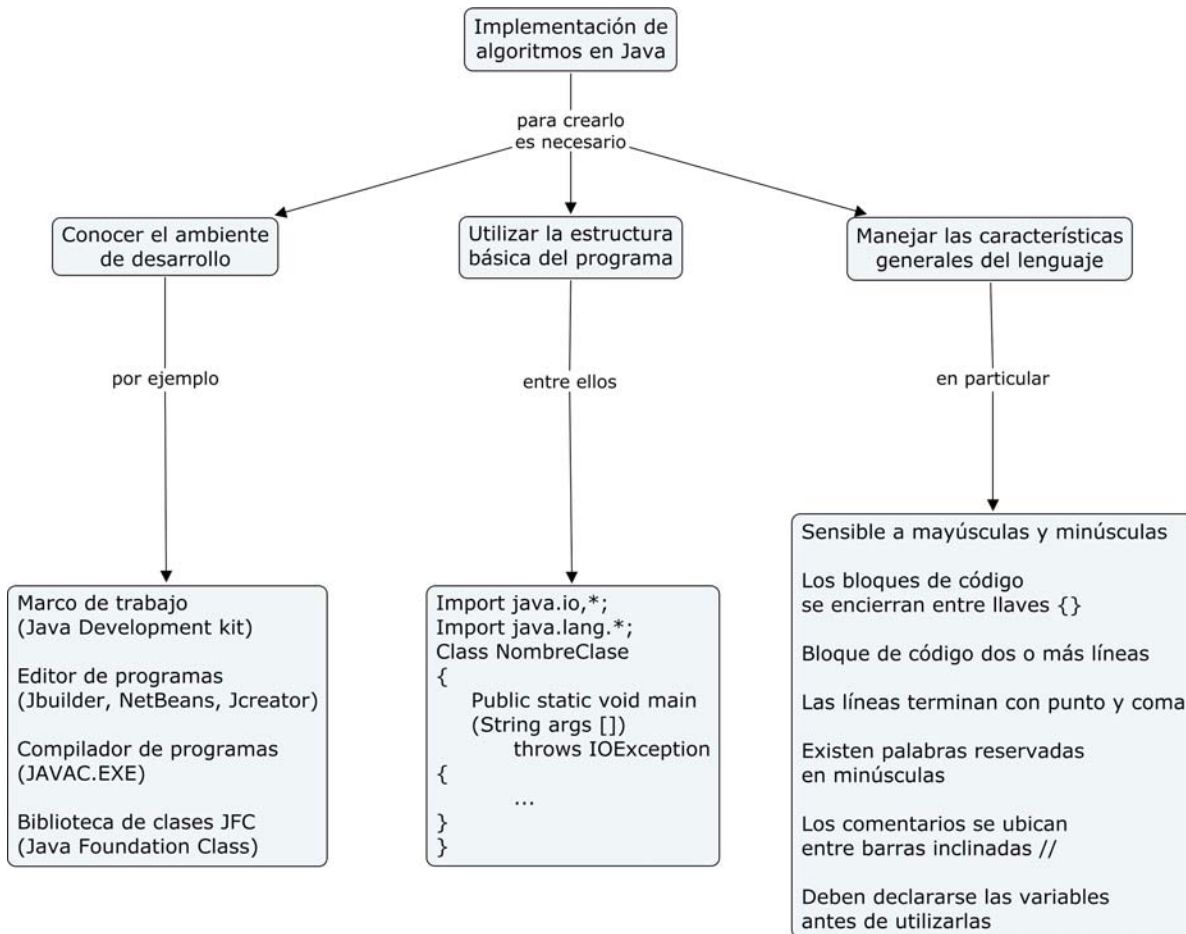 Implementación de
algoritmos en Java
para crearlo
es necesario
Conocer el ambiente
de desarrollo
Utilizar la estructura
básica del programa
Manejar las características
generales del lenguaje
por ejemplo
entre ellos
en particular
Marco de trabajo
(Java Development kit)
Editor de programas
(Jbuilder, NetBeans, Jcreator)
Compilador de programas
(JAVAC.EXE)
Biblioteca de clases JFC
(Java Foundation Class)
Import java.io,*;
Import java.lang.*;
Class NombreClase
{
Public static void main
(String args [])
throws IOException
{
...
}
}
Sensible a mayúsculas y minúsculas
Los bloques de código
se encierran entre llaves {}
Bloque de código dos o más líneas
Las líneas terminan con punto y coma
Existen palabras reservadas
en minúsculas
Los comentarios se ubican
entre barras inclinadas //
Deben declararse las variables
antes de utilizarlas